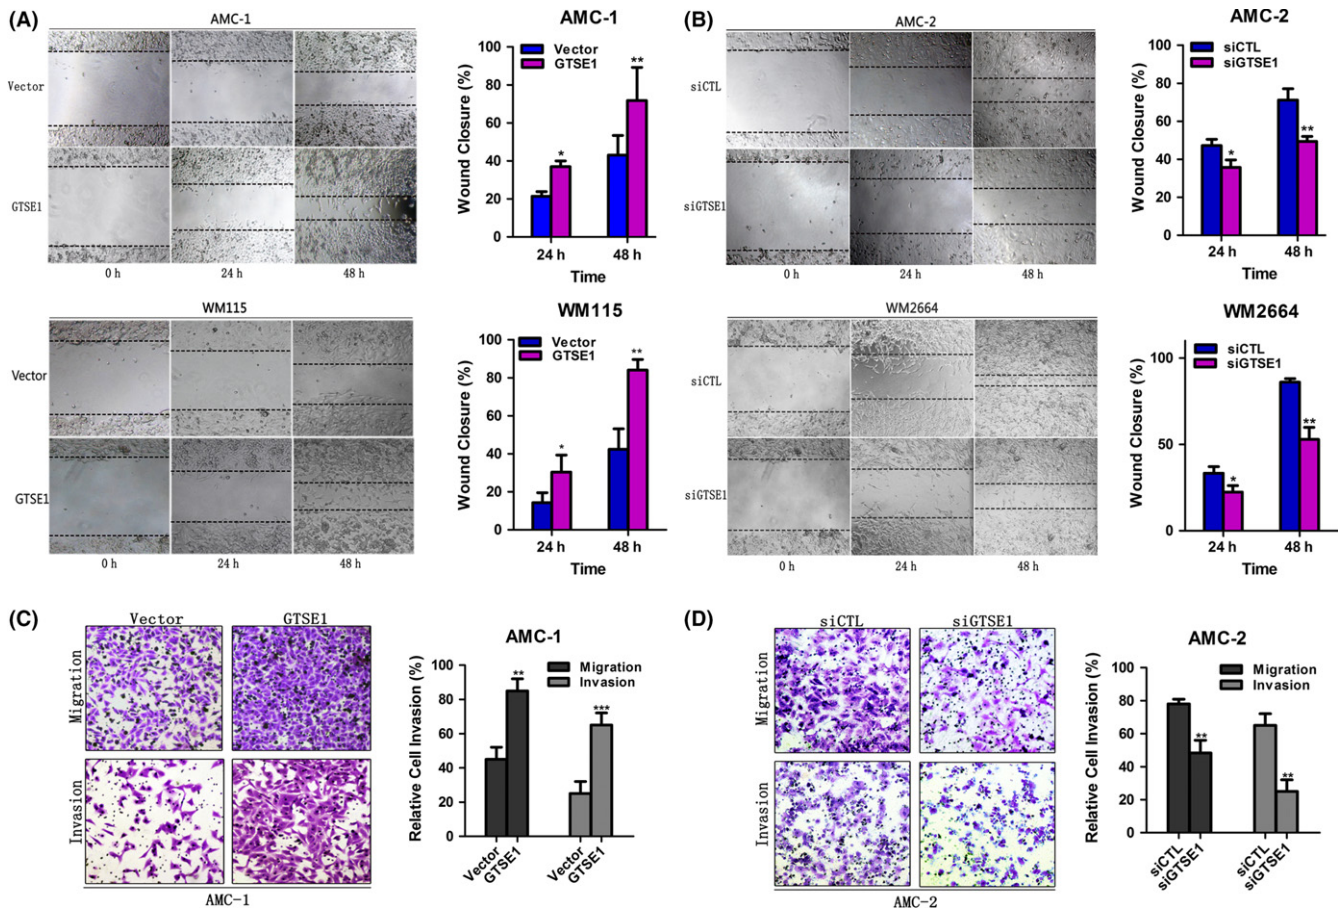 (A)
AMC-1
Vector
GTSE1
0 h 24 h 48 h
AMC-1
Wound Closure (%)
100
80
60
40
20
0
Vector
GTSE1
*
**
24 h 48 h
Time
WM115
Vector
GTSE1
0 h 24 h 48 h
WM115
Wound Closure (%)
100
80
60
40
20
0
Vector
GTSE1
*
**
24 h 48 h
Time
(B)
AMC-2
siCTL
siGTSE1
0 h 24 h 48 h
AMC-2
Wound Closure (%)
100
80
60
40
20
0
siCTL
siGTSE1
*
**
24 h 48 h
Time
WM2664
siCTL
siGTSE1
0 h 24 h 48 h
WM2664
Wound Closure (%)
100
50
0
siCTL
siGTSE1
*
**
24 h 48 h
Time
(C)
Vector GTSE1
Migration
Invasion
AMC-1
AMC-1
Relative Cell Invasion (%)
100
80
60
40
20
0
Migration
Invasion
**
***
Vector
GTSE1
Vector
GTSE1
(D)
siCTL siGTSE1
Migration
Invasion
AMC-2
AMC-2
Relative Cell Invasion (%)
100
80
60
40
20
0
Migration
Invasion
**
**
siCTL
siGTSE1
siCTL
siGTSE1